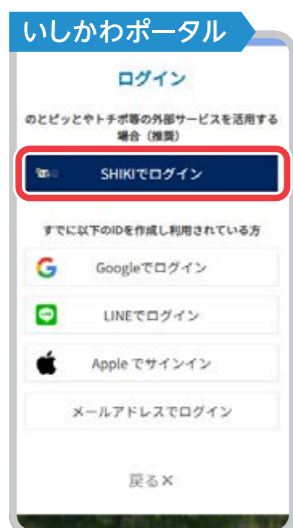 いしかわポータル
ログイン
のとピッとやトチポ等の外部サービスを活用する
場合（推奨）
SHIKIでログイン
すでに以下のIDを作成し利用されている方
Googleでログイン
LINEでログイン
Apple でサインイン
メールアドレスでログイン
戻る×